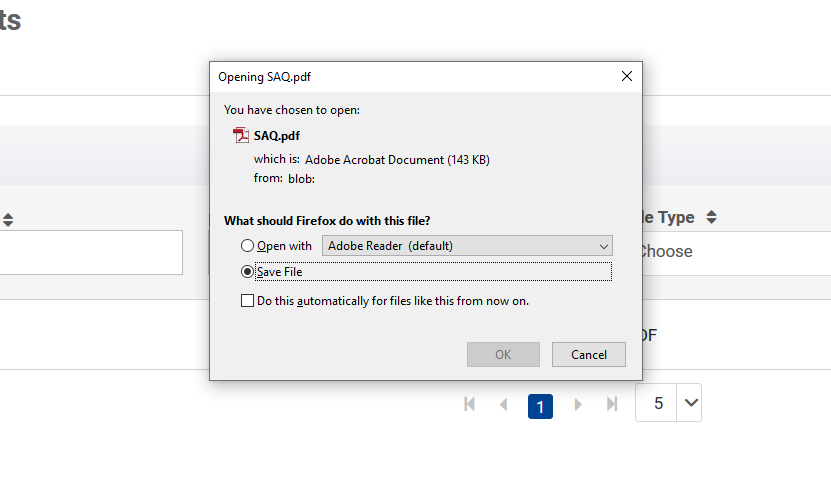 ts
Opening SAQ.pdf
You have chosen to open:
SAQ.pdf
which is: Adobe Acrobat Document (143 KB)
from: blob:
What should Firefox do with this file?
Open with Adobe Reader (default)
Save File
Do this automatically for files like this from now on.
OK Cancel
le Type
Choose
DF
1 5